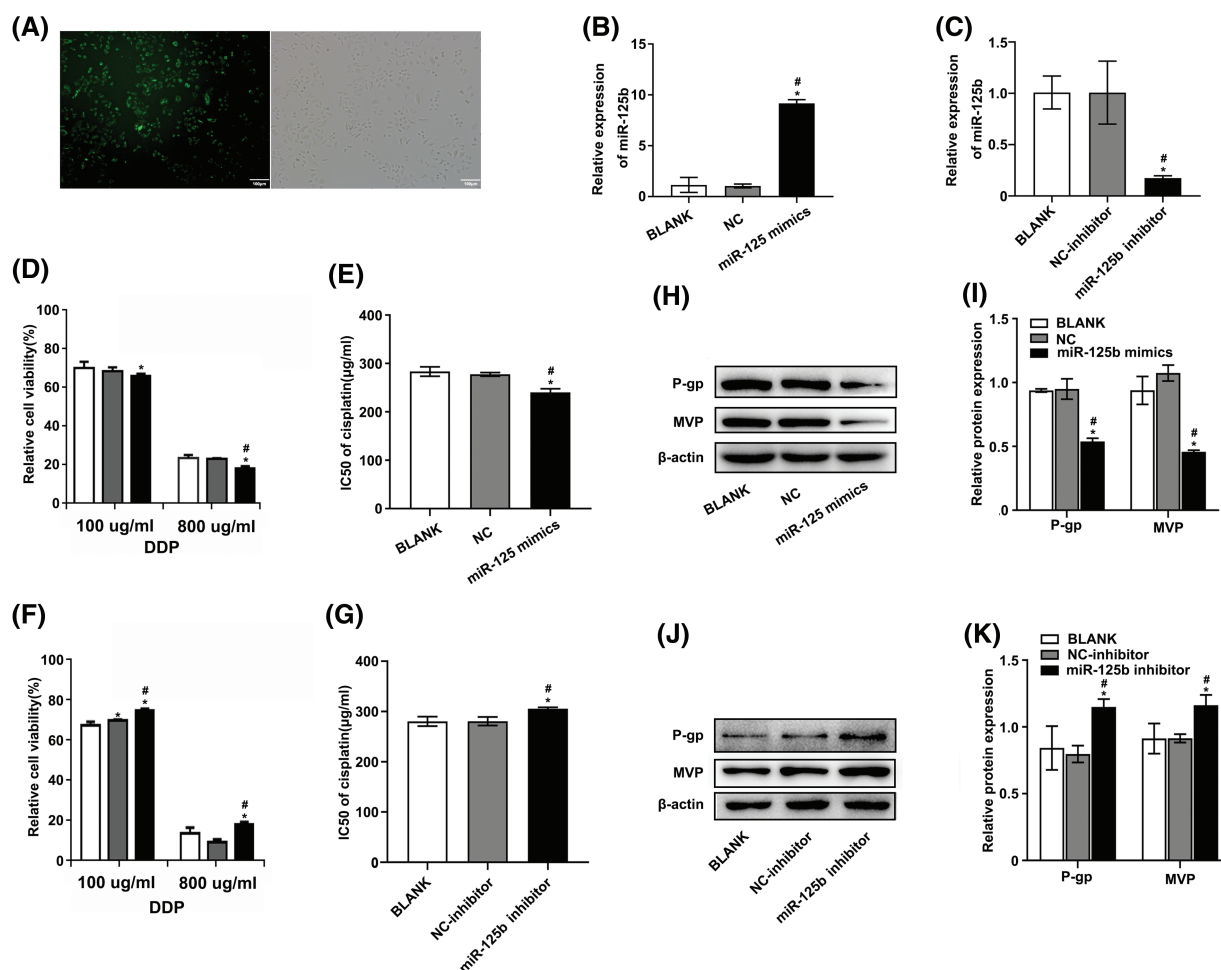 (A)
100μm
100μm
(B)
Relative expression
of miR-125b
15
10
5
0
#
*
BLANK
NC
miR-125 mimics
(C)
Relative expression
of miR-125b
1.5
1.0
0.5
0.0
#
*
BLANK
NC-inhibitor
miR-125b inhibitor
(D)
Relative cell viability(%)
100
80
60
40
20
0
*
#
*
100 ug/ml
800 ug/ml
DDP
(E)
IC50 of cisplatin(μg/ml)
400
300
200
100
0
#
*
BLANK
NC
miR-125 mimics
(H)
P-gp
MVP
β-actin
BLANK
NC
miR-125 mimics
(I)
Relative protein expression
1.5
1.0
0.5
.0
BLANK
NC
miR-125b mimics
#
*
#
*
P-gp
MVP
(F)
Relative cell viability(%)
100
80
60
40
20
0
*
#
*
#
*
100 ug/ml
800 ug/ml
DDP
(G)
IC50 of cisplatin(μg/ml)
400
300
200
100
0
#
*
BLANK
NC-inhibitor
miR-125b inhibitor
(J)
P-gp
MVP
β-actin
BLANK
NC-inhibitor
miR-125b inhibitor
(K)
Relative protein expression
1.5
1.0
0.5
0
BLANK
NC-inhibitor
miR-125b inhibitor
#
*
#
*
P-gp
MVP